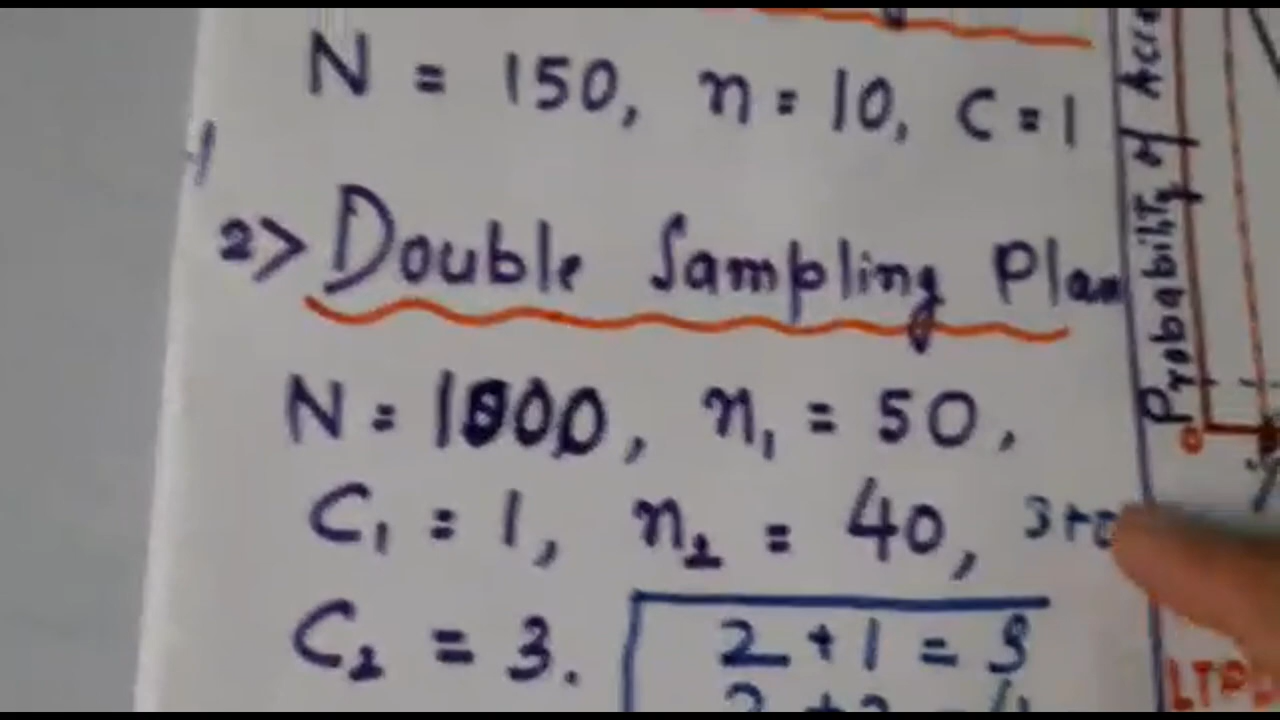 N = 150, n = 10, C = 1
2> Double Sampling Plan
N = 1000, n₁ = 50,
C₁ = 1, n₂ = 40,
C₂ = 3.
2 + 1 = 3
Probability of Acc
0
LTP